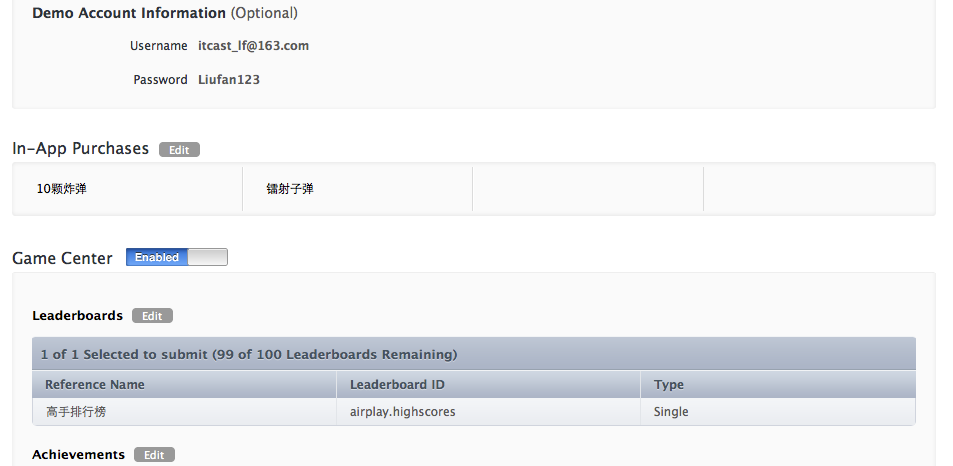 Demo Account Information (Optional)
Username itcast_lf@163.com
Password Liufan123
In-App Purchases Edit
10颗炸弹 镭射子弹
Game Center Enabled
Leaderboards Edit
1 of 1 Selected to submit (99 of 100 Leaderboards Remaining)
Reference Name Leaderboard ID Type
高手排行榜 airplay.highscores Single
Achievements Edit